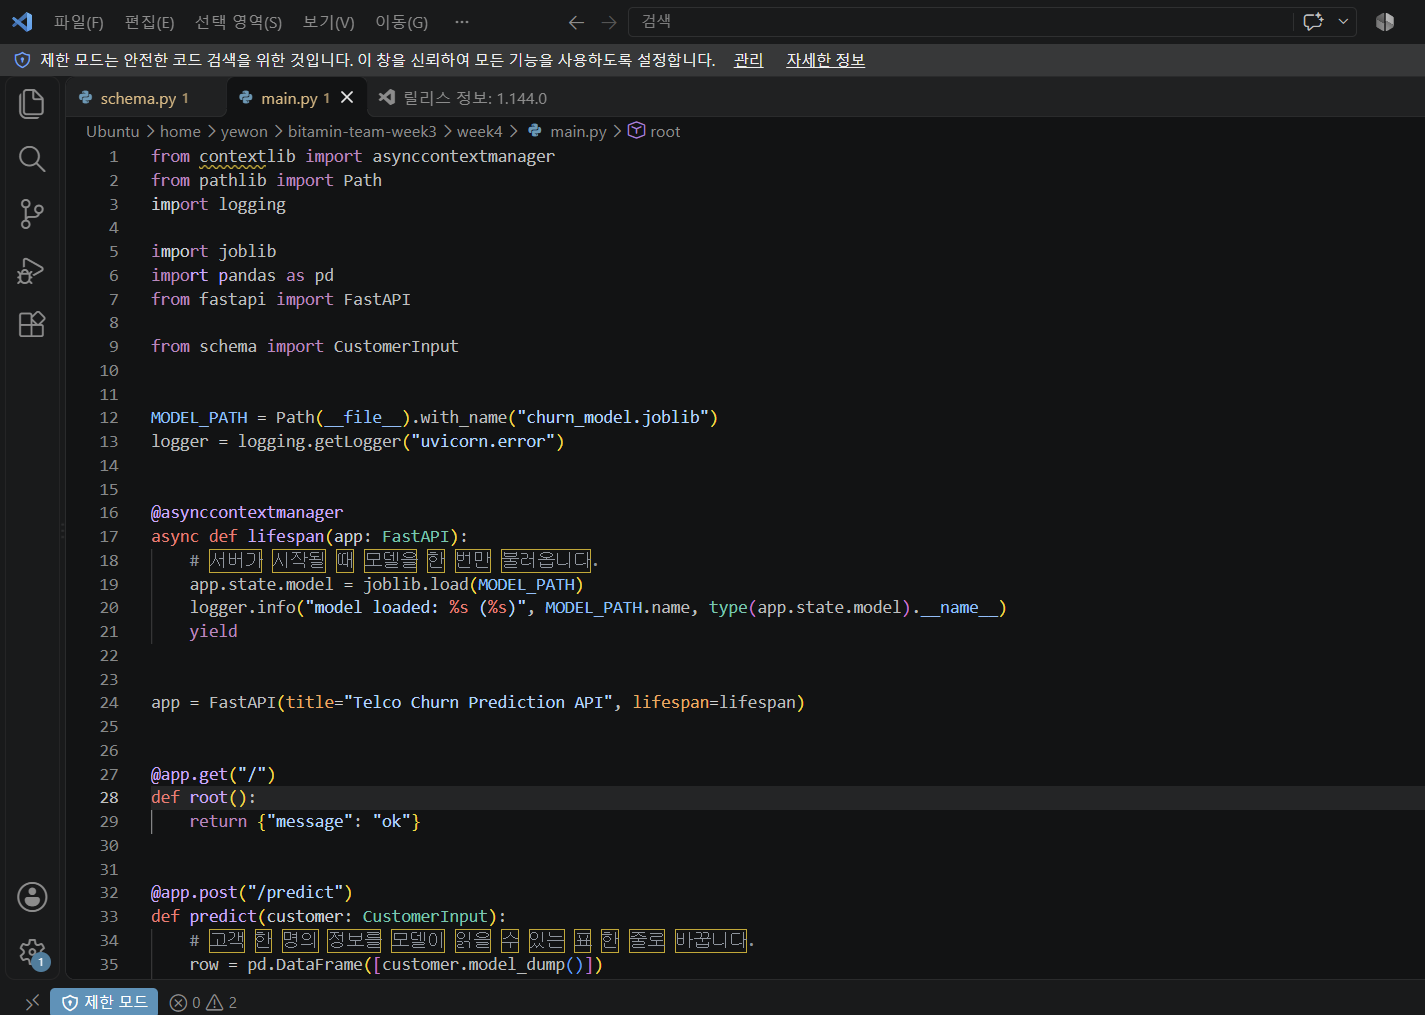 파일(F) 편집(E) 선택 영역(S) 보기(V) 이동(G) ··· 검색
제한 모드는 안전한 코드 검색을 위한 것입니다. 이 창을 신뢰하여 모든 기능을 사용하도록 설정합니다. 관리 자세한 정보
schema.py 1 main.py 1 릴리스 정보: 1.144.0
Ubuntu > home > yewon > bitamin-team-week3 > week4 > main.py > root
1 from contextlib import asynccontextmanager
2 from pathlib import Path
3 import logging
4
5 import joblib
6 import pandas as pd
7 from fastapi import FastAPI
8
9 from schema import CustomerInput
10
11
12 MODEL_PATH = Path(__file__).with_name("churn_model.joblib")
13 logger = logging.getLogger("uvicorn.error")
14
15
16 @asynccontextmanager
17 async def lifespan(app: FastAPI):
18 # 서버가 시작될 때 모델을 한 번만 불러옵니다.
19 app.state.model = joblib.load(MODEL_PATH)
20 logger.info("model loaded: %s (%s)", MODEL_PATH.name, type(app.state.model).__name__)
21 yield
22
23
24 app = FastAPI(title="Telco Churn Prediction API", lifespan=lifespan)
25
26
27 @app.get("/")
28 def root():
29 return {"message": "ok"}
30
31
32 @app.post("/predict")
33 def predict(customer: CustomerInput):
34 # 고객 한 명의 정보를 모델이 읽을 수 있는 표 한 줄로 바꿉니다.
35 row = pd.DataFrame([customer.model_dump()])
1
제한 모드 0 2